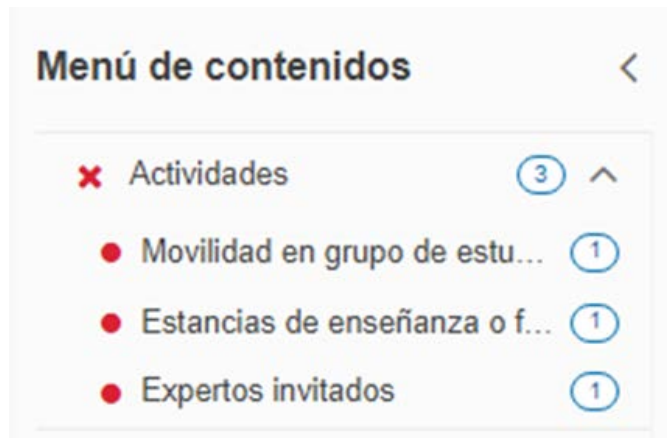 Menú de contenidos
Actividades 3
Movilidad en grupo de estu... 1
Estancias de enseñanza o f... 1
Expertos invitados 1